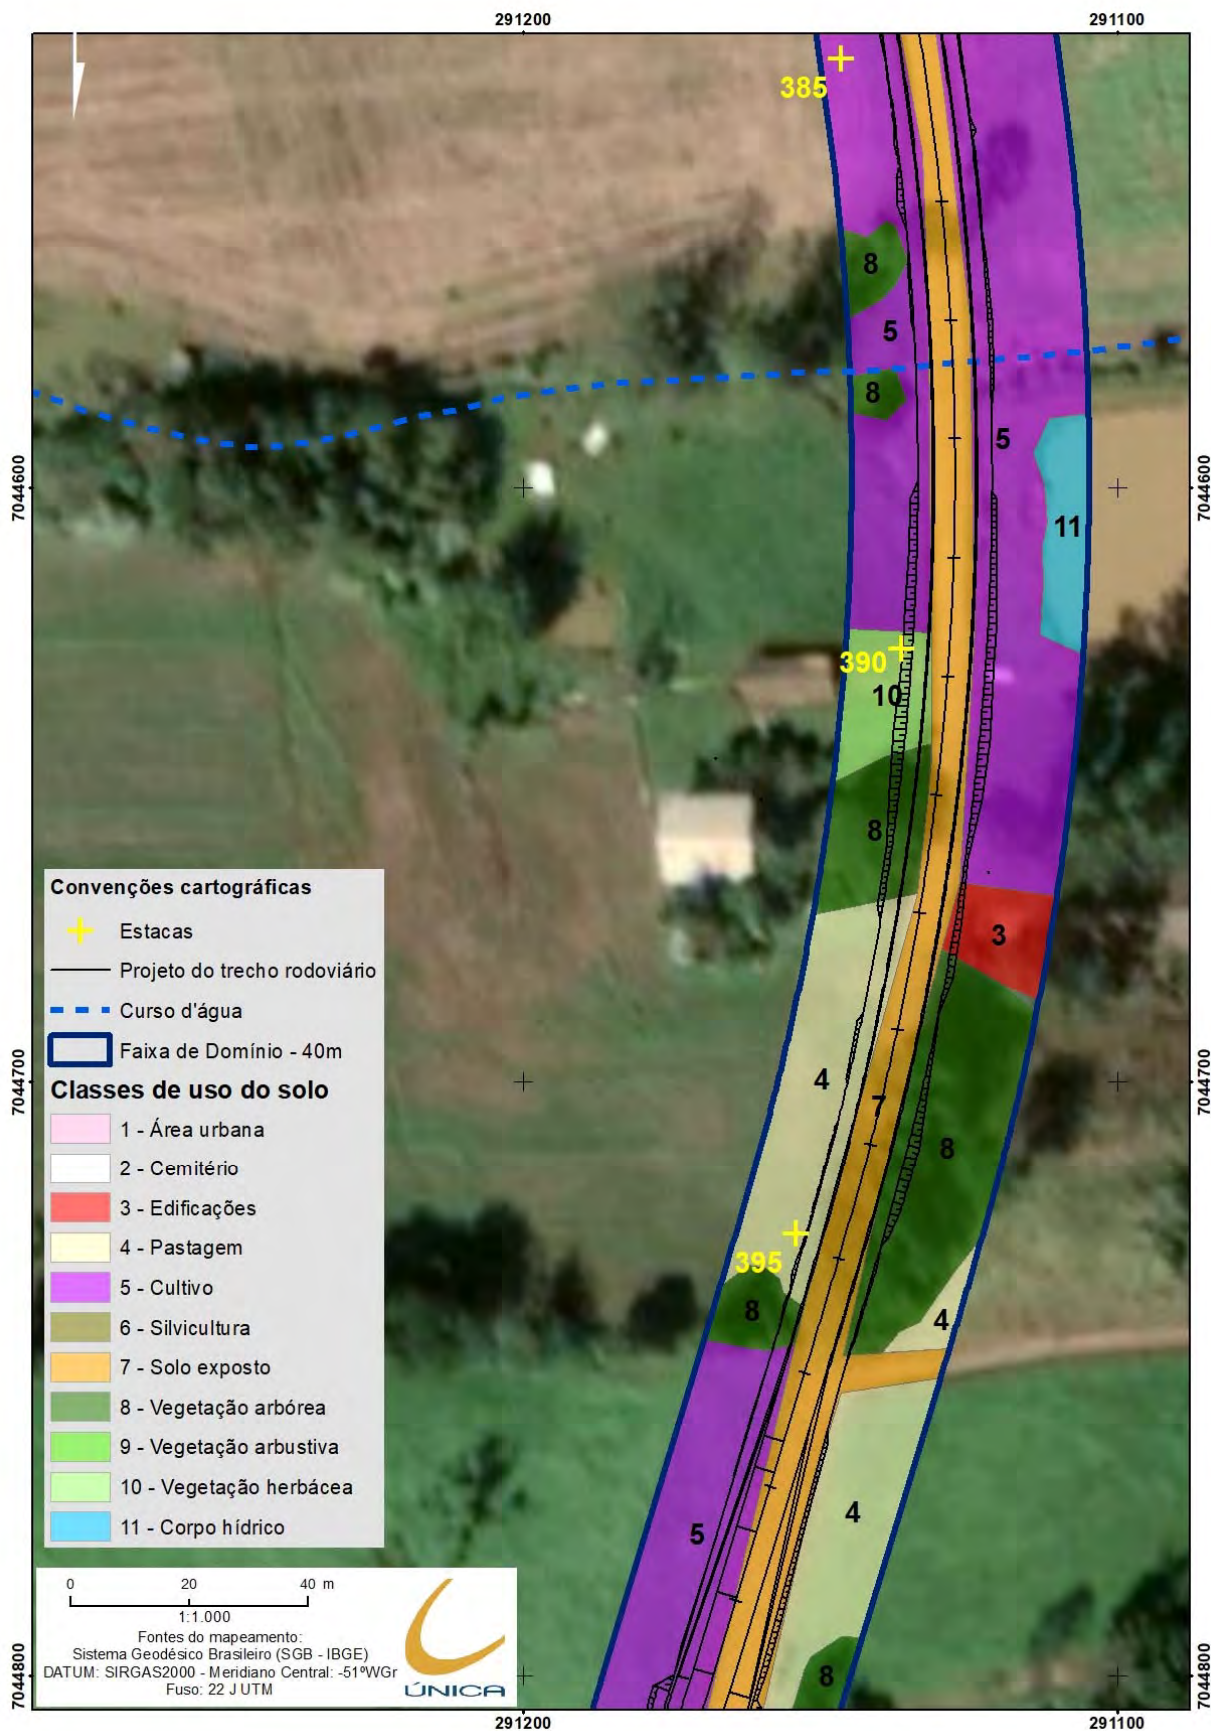 291200
291100
385
8
5
8
5
7044600
7044600
11
390
10
8
3
4
7
8
7044700
7044700
395
8
4
5
4
8
7044800
7044800
291200
291100
Convenções cartográficas
Estacas
Projeto do trecho rodoviário
Curso d'água
Faixa de Domínio - 40m
Classes de uso do solo
1 - Área urbana
2 - Cemitério
3 - Edificações
4 - Pastagem
5 - Cultivo
6 - Silvicultura
7 - Solo exposto
8 - Vegetação arbórea
9 - Vegetação arbustiva
10 - Vegetação herbácea
11 - Corpo hídrico
0 20 40 m
1:1.000
Fontes do mapeamento:
Sistema Geodésico Brasileiro (SGB - IBGE)
DATUM: SIRGAS2000 - Meridiano Central: -51ºWGr
Fuso: 22 J UTM
ÚNICA